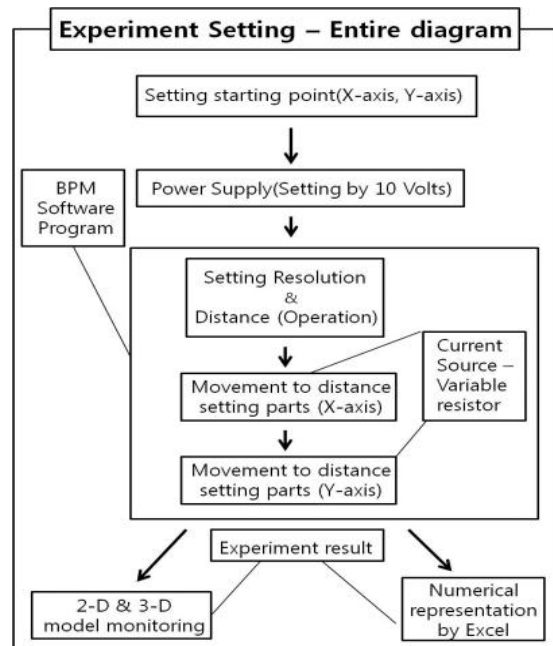 Experiment Setting – Entire diagram
Setting starting point(X-axis, Y-axis)
BPM
Software
Program
Power Supply(Setting by 10 Volts)
Setting Resolution
&
Distance (Operation)
Current
Source –
Variable
resistor
Movement to distance
setting parts (X-axis)
Movement to distance
setting parts (Y-axis)
Experiment result
2-D & 3-D
model monitoring
Numerical
representation
by Excel